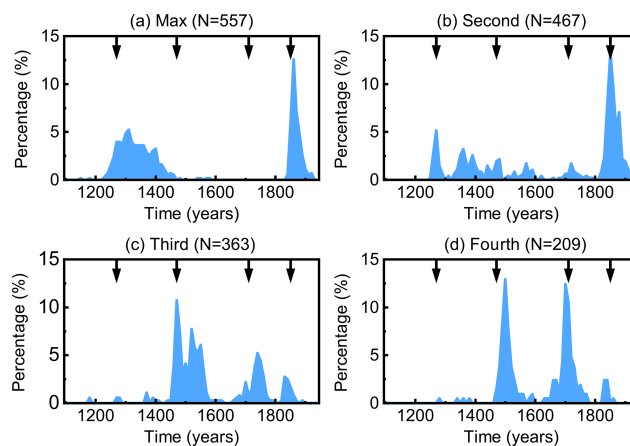 (a) Max (N=557)
(b) Second (N=467)
Percentage (%)
15
10
5
0
1200 1400 1600 1800
Time (years)
Percentage (%)
15
10
5
0
1200 1400 1600 1800
Time (years)
(c) Third (N=363)
(d) Fourth (N=209)
Percentage (%)
15
10
5
0
1200 1400 1600 1800
Time (years)
Percentage (%)
15
10
5
0
1200 1400 1600 1800
Time (years)